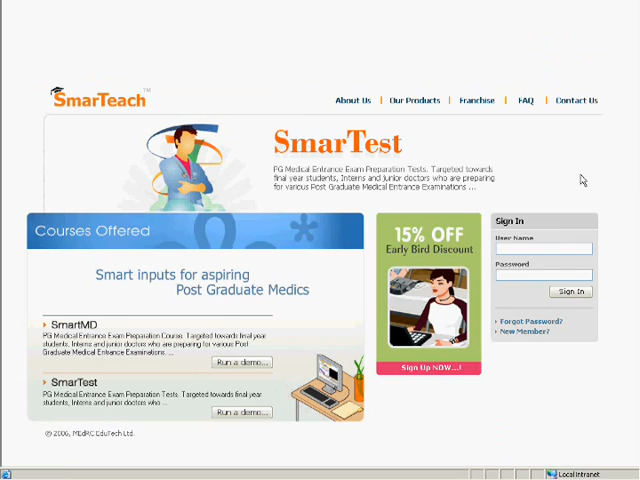 SmarTeach TM
About Us | Our Products | Franchise | FAQ | Contact Us
SmarTest
PG Medical Entrance Exam Preparation Tests. Targeted towards
final year students, Interns and junior doctors who are preparing
for various Post Graduate Medical Entrance Examinations ...
Courses Offered
Smart inputs for aspiring
Post Graduate Medics
SmartMD
PG Medical Entrance Exam Preparation Course. Targeted towards final year
students, Interns and junior doctors who are preparing for various Post
Graduate Medical Entrance Examinations. ...
Run a demo...
SmarTest
PG Medical Entrance Exam Preparation Tests. Targeted towards final year
students, Interns and junior doctors who ...
Run a demo...
15% OFF
Early Bird Discount
Sign Up NOW...!
Sign In
User Name
Password
Sign In
Forgot Password?
New Member?
© 2006, MEdRC EduTech Ltd.
Local intranet